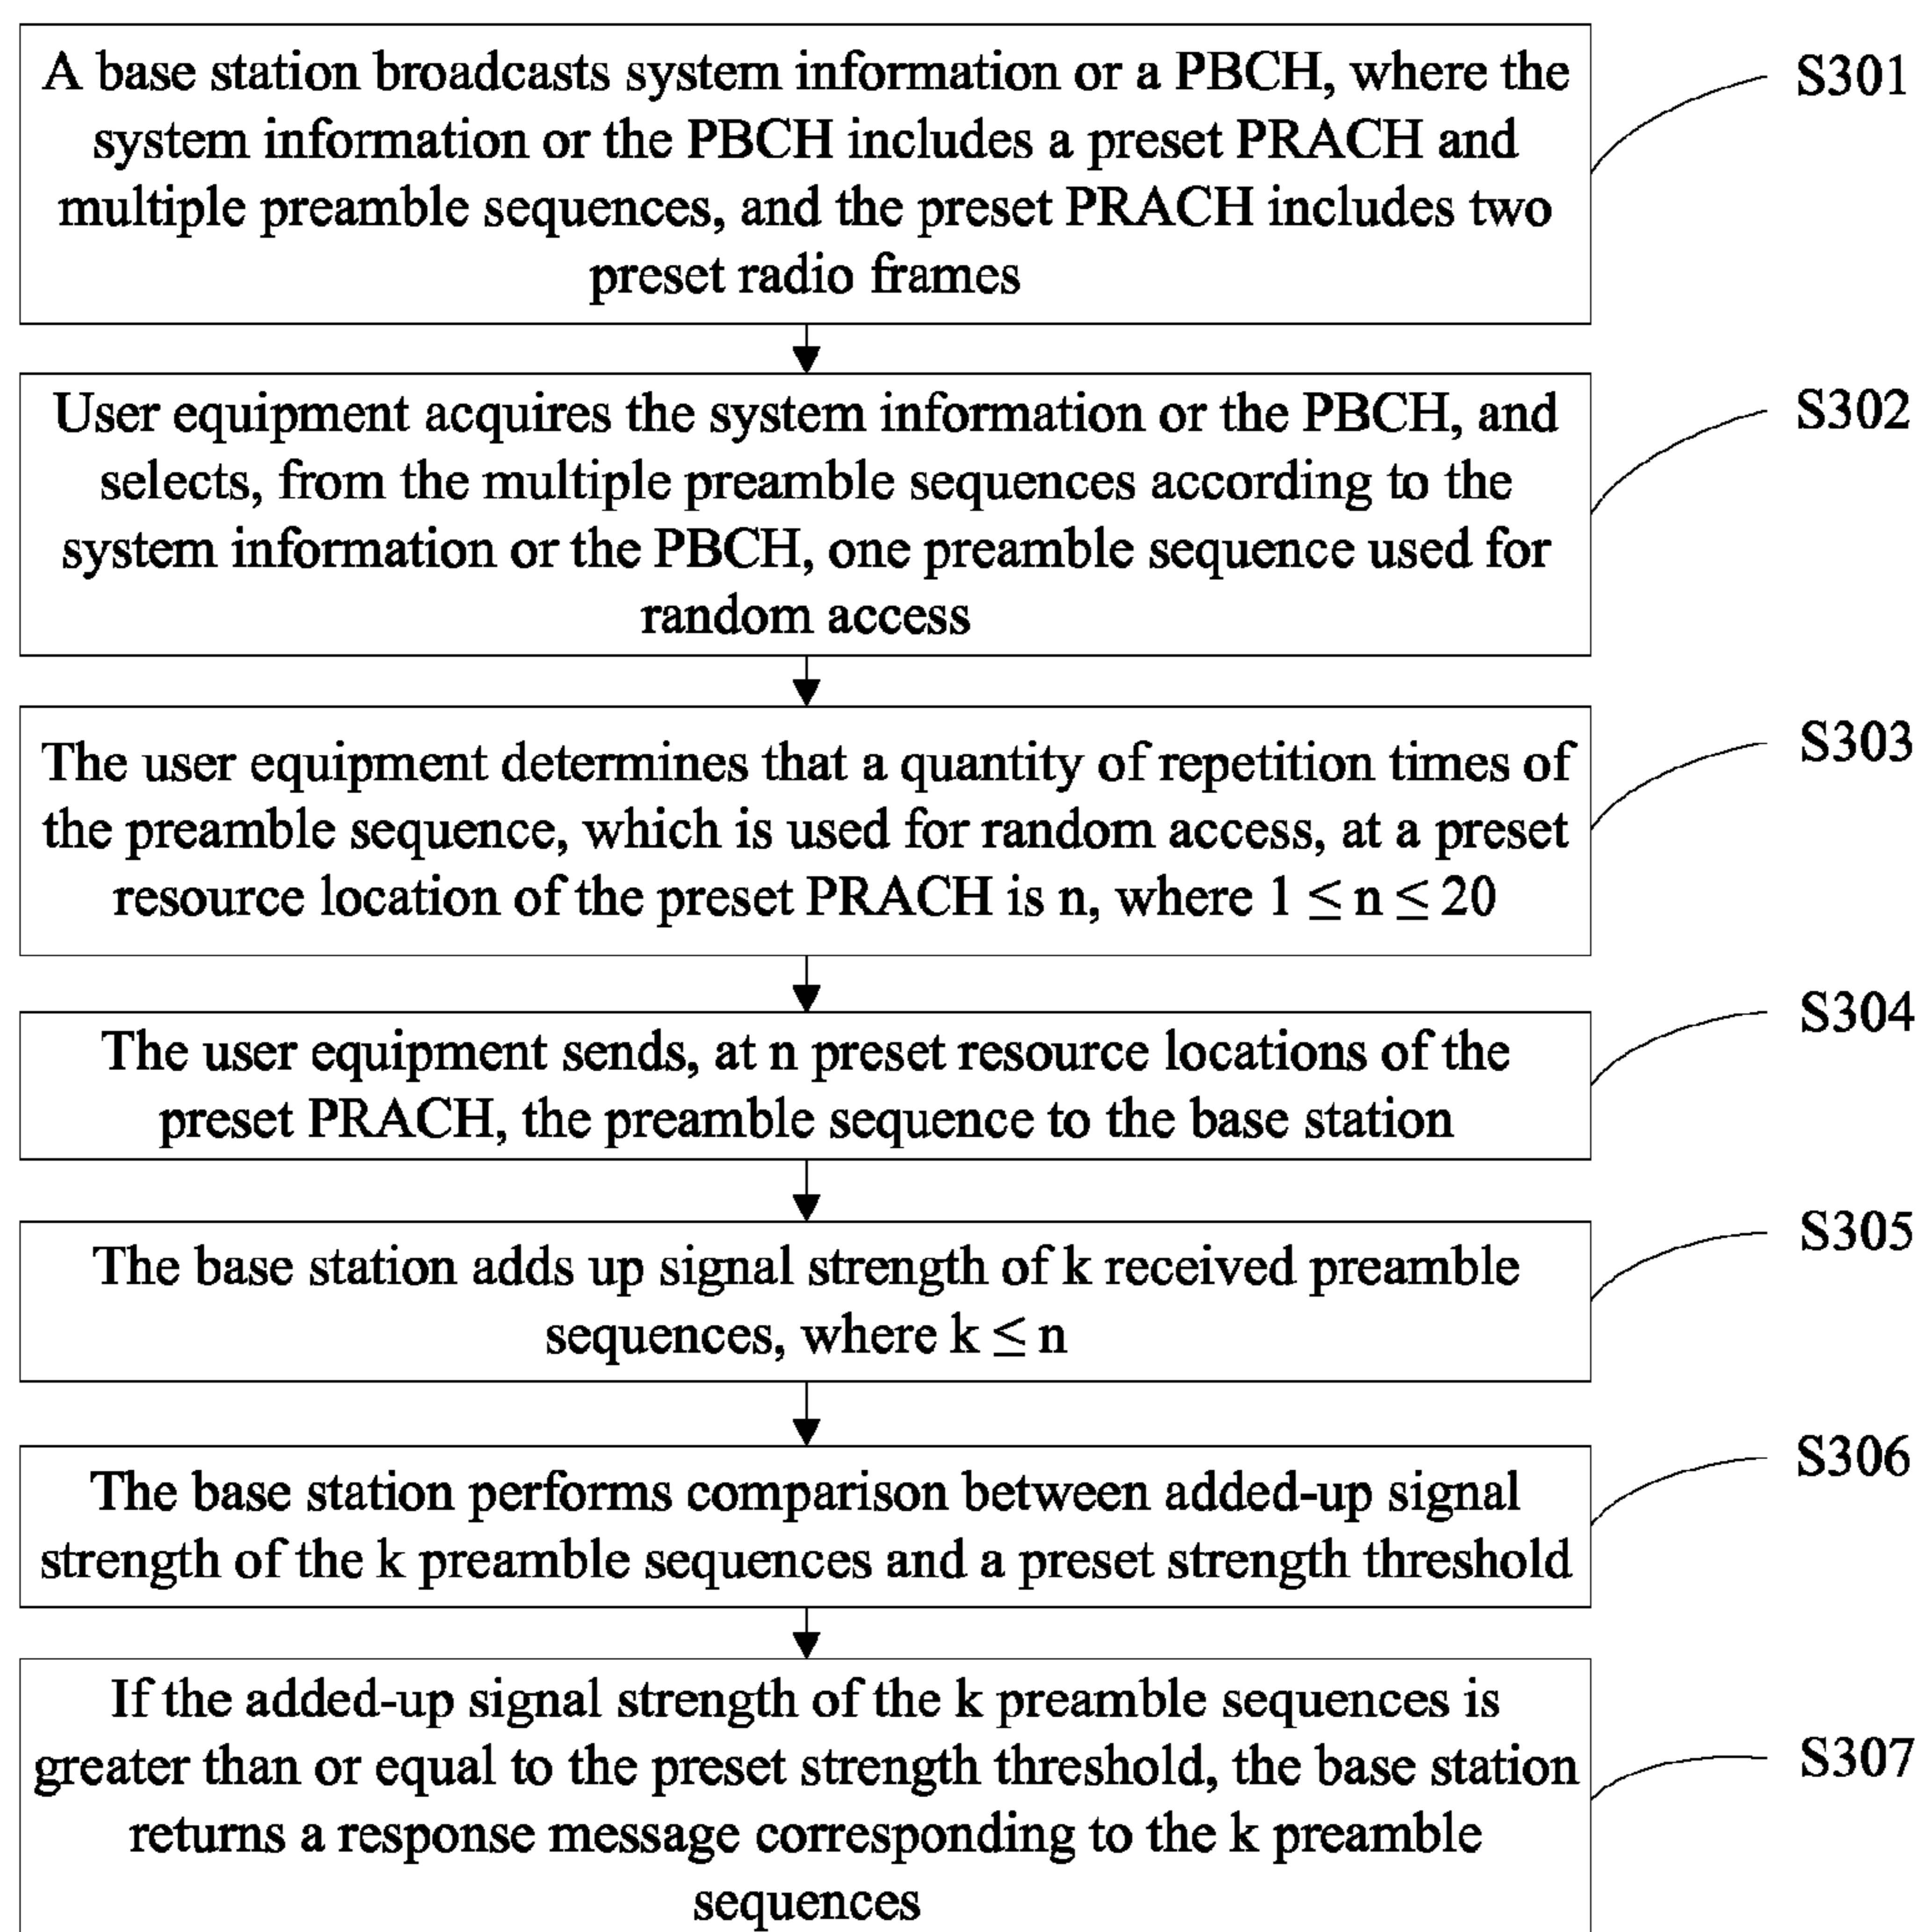 A base station broadcasts system information or a PBCH, where the
system information or the PBCH includes a preset PRACH and
multiple preamble sequences, and the preset PRACH includes two
preset radio frames
S301
User equipment acquires the system information or the PBCH, and
selects, from the multiple preamble sequences according to the
system information or the PBCH, one preamble sequence used for
random access
S302
The user equipment determines that a quantity of repetition times of
the preamble sequence, which is used for random access, at a preset
resource location of the preset PRACH is n, where 1 ≤ n ≤ 20
S303
The user equipment sends, at n preset resource locations of the
preset PRACH, the preamble sequence to the base station
S304
The base station adds up signal strength of k received preamble
sequences, where k ≤ n
S305
The base station performs comparison between added-up signal
strength of the k preamble sequences and a preset strength threshold
S306
If the added-up signal strength of the k preamble sequences is
greater than or equal to the preset strength threshold, the base station
returns a response message corresponding to the k preamble
sequences
S307